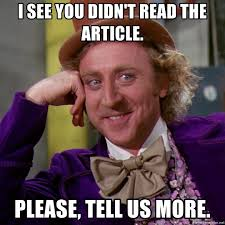 I SEE YOU DIDN'T READ THE
ARTICLE.
PLEASE, TELL US MORE.